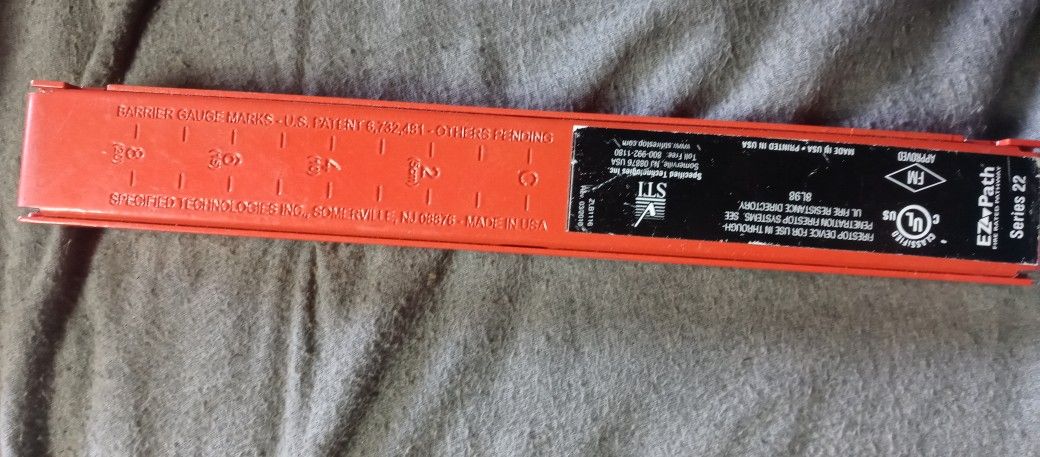 BARRIER GAUGE MARKS - U.S. PATENT 6,732,481 - OTHERS PENDING
8 6 4 2 C
SPECIFIED TECHNOLOGIES INC., SOMERVILLE, NJ 08876 - MADE IN USA
EZ Path
FIRE RATED PATHWAY
Series 22
CLASSIFIED
C UL US
FM
APPROVED
FIRESTOP DEVICE FOR USE IN THROUGH-
PENETRATION FIRESTOP SYSTEMS. SEE
UL FIRE RESISTANCE DIRECTORY.
8L98
MADE IN USA • PRINTED IN USA
STI
Specified Technologies Inc
Somerville, NJ 08876 USA
Toll Free: 800-992-1180
www.stifirestop.com